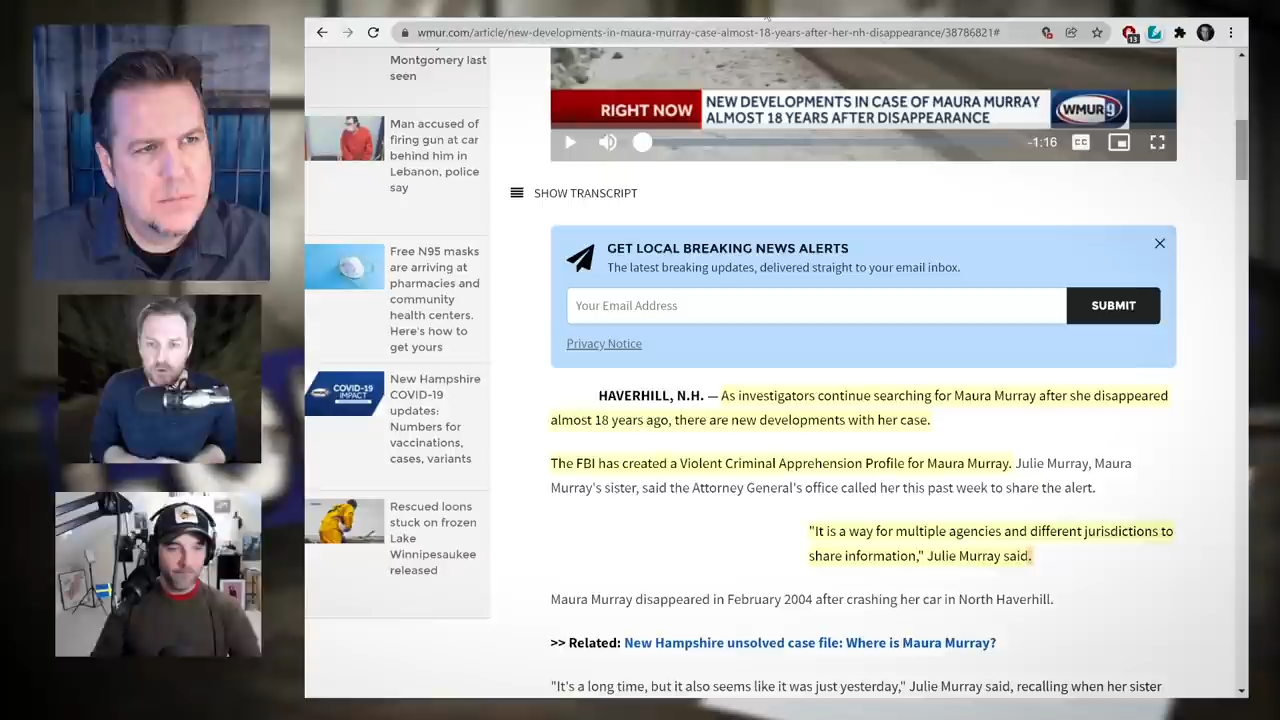 wmur.com/article/new-developments-in-maura-murray-case-almost-18-years-after-her-nh-disappearance/38786821#
13
Montgomery last
seen
Man accused of
firing gun at car
behind him in
Lebanon, police
say
Free N95 masks
are arriving at
pharmacies and
community
health centers.
Here's how to
get yours
COVID-19
IMPACT
New Hampshire
COVID-19
updates:
Numbers for
vaccinations,
cases, variants
Rescued loons
stuck on frozen
Lake
Winnipesaukee
released
RIGHT NOW
NEW DEVELOPMENTS IN CASE OF MAURA MURRAY
ALMOST 18 YEARS AFTER DISAPPEARANCE
WMUR9
-1:16
CC
SHOW TRANSCRIPT
GET LOCAL BREAKING NEWS ALERTS
The latest breaking updates, delivered straight to your email inbox.
Your Email Address
SUBMIT
Privacy Notice
HAVERHILL, N.H. — As investigators continue searching for Maura Murray after she disappeared
almost 18 years ago, there are new developments with her case.
The FBI has created a Violent Criminal Apprehension Profile for Maura Murray. Julie Murray, Maura
Murray's sister, said the Attorney General's office called her this past week to share the alert.
"It is a way for multiple agencies and different jurisdictions to
share information," Julie Murray said.
Maura Murray disappeared in February 2004 after crashing her car in North Haverhill.
>> Related: New Hampshire unsolved case file: Where is Maura Murray?
"It's a long time, but it also seems like it was just yesterday," Julie Murray said, recalling when her sister